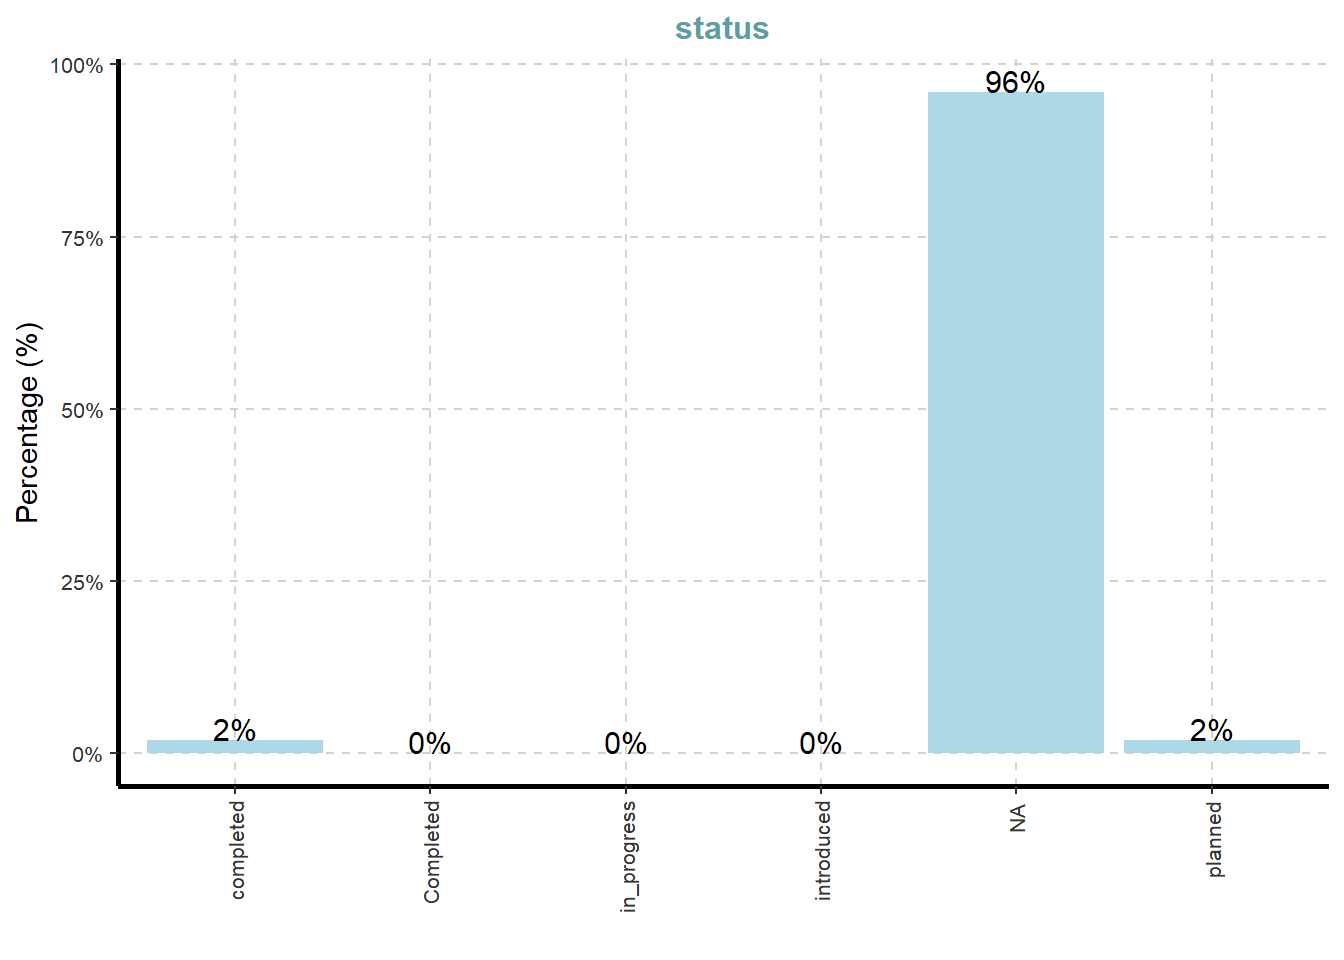 status
100%
75%
50%
25%
0%
Percentage (%)
2%
0%
0%
0%
96%
2%
completed
Completed
in_progress
introduced
NA
planned